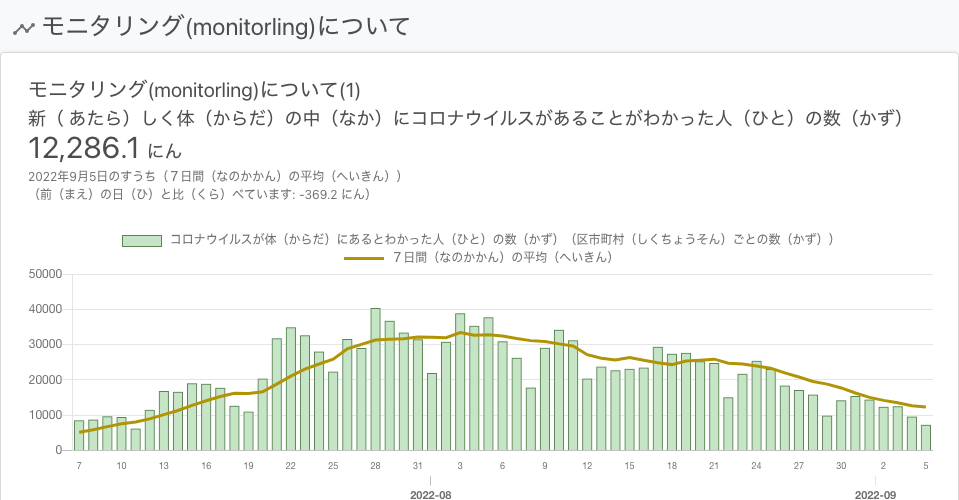 モニタリング(monitorling)について
モニタリング(monitorling)について(1)
新（ あたら）しく体（からだ）の中（なか）にコロナウイルスがあることがわかった人（ひと）の数（かず）
12,286.1 にん
2022年9月5日のすうち（７日間（なのかかん）の平均（へいきん））
（前（まえ）の日（ひ）と比（くら）べています: -369.2 にん）
コロナウイルスが体（からだ）にあるとわかった人（ひと）の数（かず）（区市町村（しくちょうそん）ごとの数（かず））
７日間（なのかかん）の平均（へいきん）
50000
40000
30000
20000
10000
0
7 10 13 16 19 22 25 28 31 3 6 9 12 15 18 21 24 27 30 2 5
2022-08 2022-09